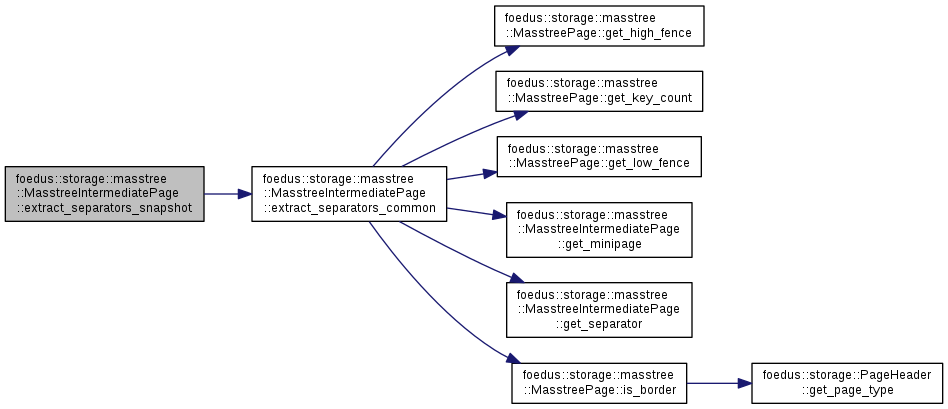 foedus::storage::masstree
::MasstreeIntermediatePage
::extract_separators_snapshot
foedus::storage::masstree
::MasstreeIntermediatePage
::extract_separators_common
foedus::storage::masstree
::MasstreePage::get_high_fence
foedus::storage::masstree
::MasstreePage::get_key_count
foedus::storage::masstree
::MasstreePage::get_low_fence
foedus::storage::masstree
::MasstreeIntermediatePage
::get_minipage
foedus::storage::masstree
::MasstreeIntermediatePage
::get_separator
foedus::storage::masstree
::MasstreePage::is_border
foedus::storage::PageHeader
::get_page_type